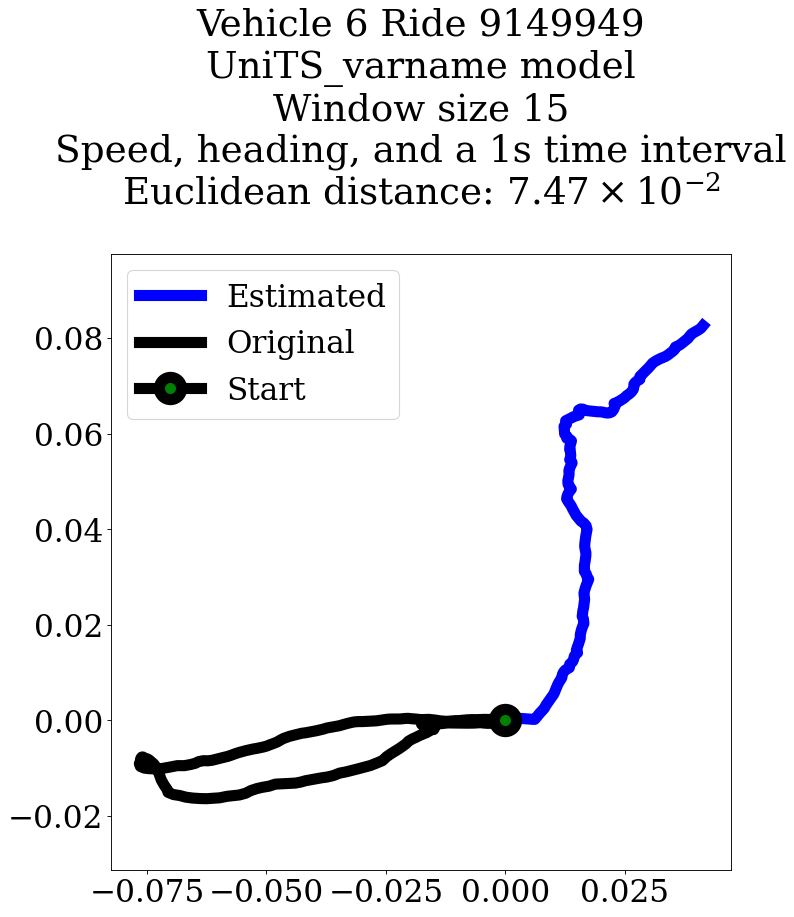 Vehicle 6 Ride 9149949
UniTS_varname model
Window size 15
Speed, heading, and a 1s time interval
Euclidean distance: 7.47 × 10⁻²
Estimated
Original
Start
0.08
0.06
0.04
0.02
0.00
−0.02
−0.075 −0.050 −0.025 0.000 0.025